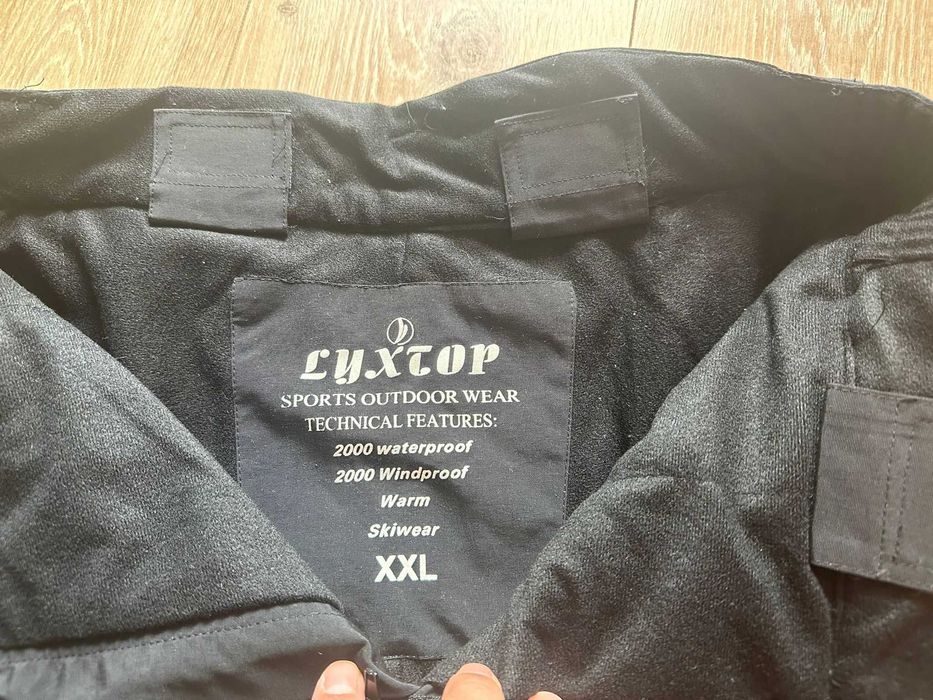 LYXTOP
SPORTS OUTDOOR WEAR
TECHNICAL FEATURES:
2000 waterproof
2000 Windproof
Warm
Skiwear
XXL